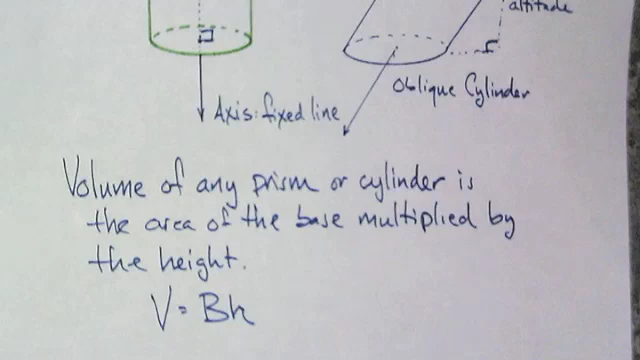 altitude
Oblique Cylinder
Axis: fixed line
Volume of any prism or cylinder is
the area of the base multiplied by
the height.
V = Bh